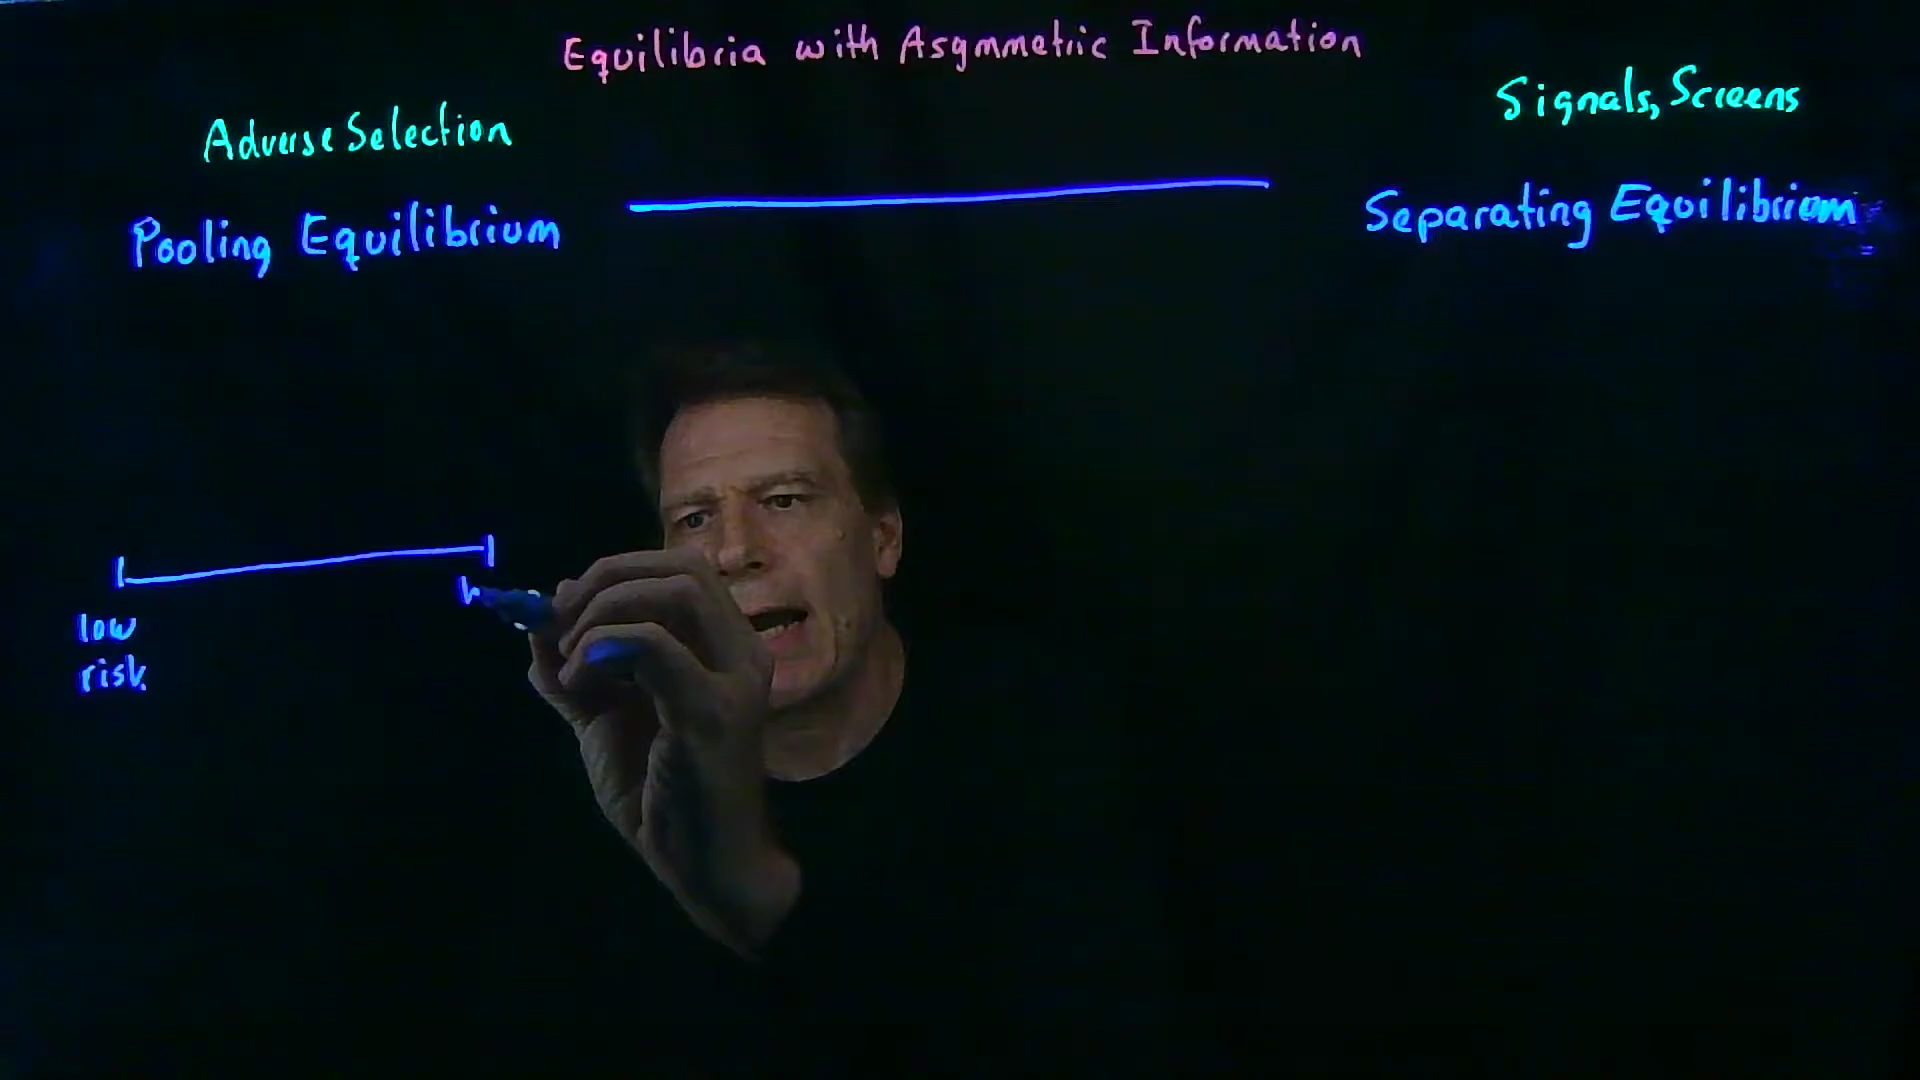 Equilibria with Asymmetric Information
Adverse Selection
Signals, Screens
Pooling Equilibrium
Separating Equilibrium
low
risk
h